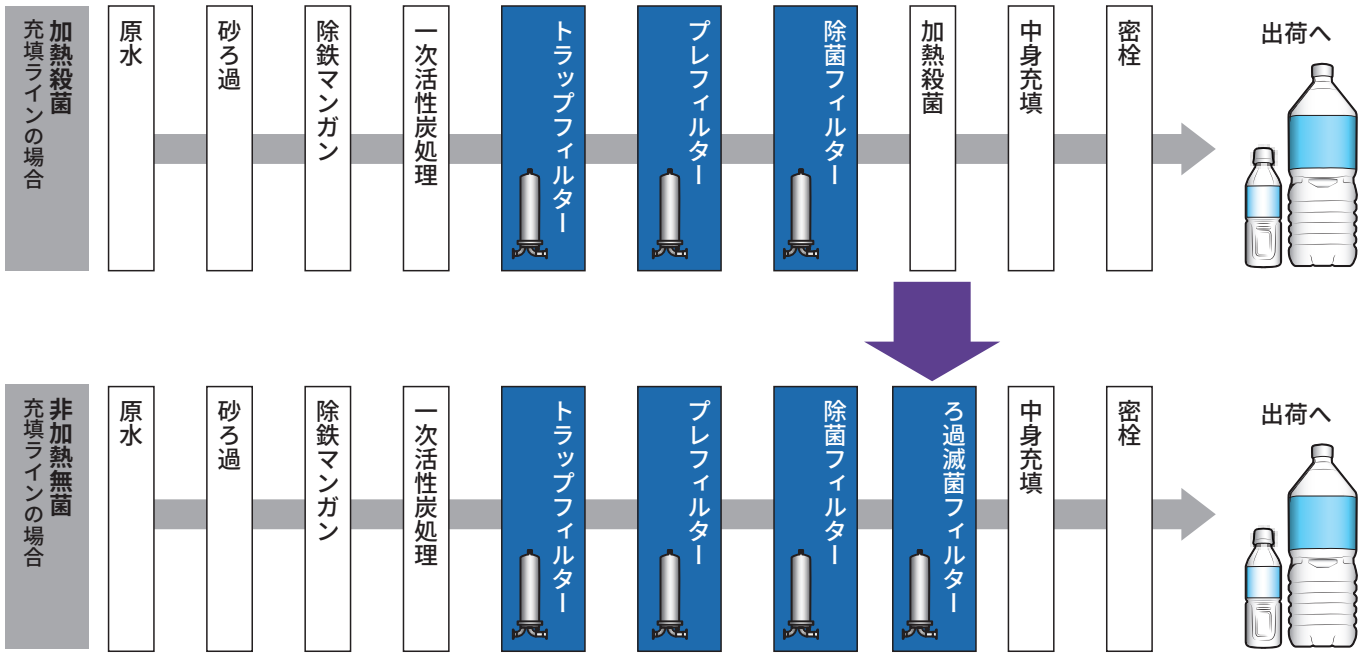 加熱殺菌
充填ラインの場合
原水
砂ろ過
除鉄マンガン
一次活性炭処理
トラップフィルター
プレフィルター
除菌フィルター
加熱殺菌
中身充填
密栓
出荷へ
非加熱無菌
充填ラインの場合
原水
砂ろ過
除鉄マンガン
一次活性炭処理
トラップフィルター
プレフィルター
除菌フィルター
ろ過滅菌フィルター
中身充填
密栓
出荷へ